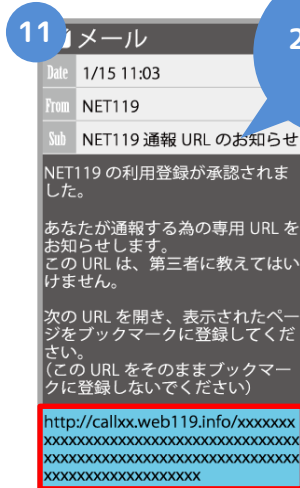 11
2
メール
Date 1/15 11:03
From NET119
Sub NET119 通報 URL のお知らせ
NET119 の利用登録が承認されま
した。
あなたが通報する為の専用 URL を
お知らせします。
この URL は、第三者に教えてはい
けません。
次の URL を開き、表示されたペー
ジをブックマークに登録してくだ
さい。
(この URL をそのままブックマー
クに登録しないでください)
http://callxx.web119.info/xxxxxxx
xxxxxxxxxxxxxxxxxxxxxxxxxxxxx
xxxxxxxxxxxxxxxxxxxxxxxxxxxxx
xxxxxxxxxxxxxxxxxx